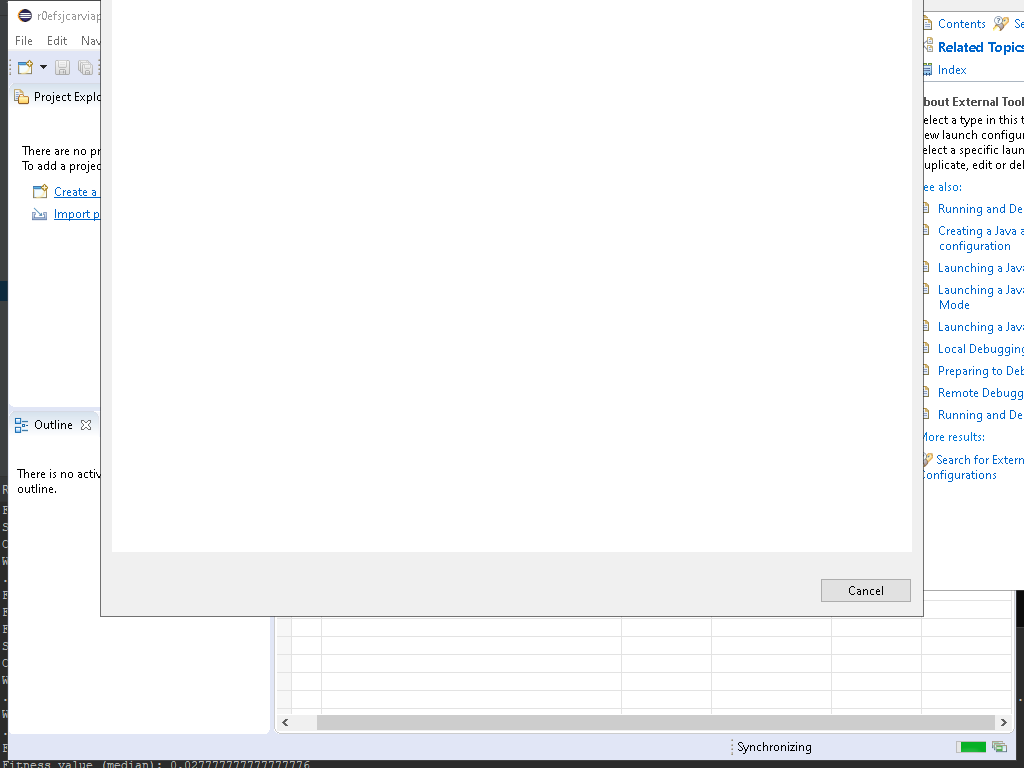 r0efsjcarviap
File Edit Nav
Project Explo
There are no pr
To add a projec
Create a
Import p
Outline
There is no activ
outline.
Cancel
Contents Se
Related Topics
Index
bout External Tool
elect a type in this t
ew launch configur
elect a specific laun
uplicate, edit or del
ee also:
Running and De
Creating a Java a
configuration
Launching a Java
Launching a Java
Mode
Launching a Java
Local Debugging
Preparing to Deb
Remote Debugg
Running and De
More results:
Search for Extern
onfigurations
Synchronizing
Fitness value (median): 0.027777777777777776